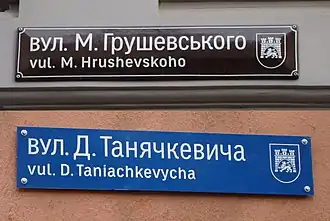 вул. М. Грушевського
vul. M. Hrushevskoho
вул. Д. Танячкевича
vul. D. Taniachkevycha